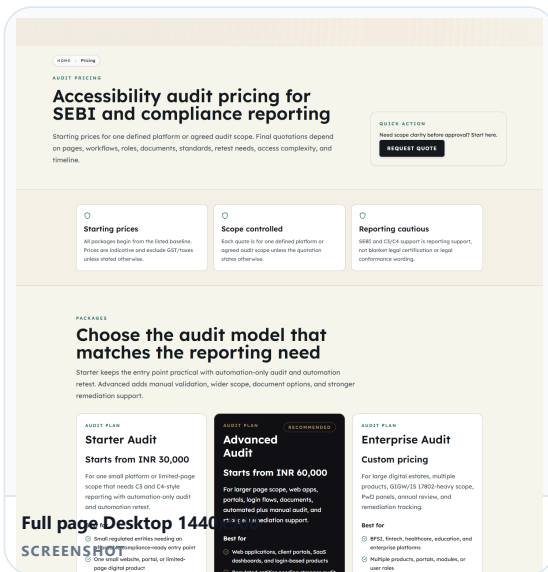 HOME Pricing
AUDIT PRICING
Accessibility audit pricing for
SEBI and compliance reporting
Starting prices for one defined platform or agreed audit scope. Final quotations depend
on pages, workflows, roles, documents, standards, retest needs, access complexity, and
timeline.
QUICK ACTION
Need scope clarity before approval? Start here.
REQUEST QUOTE
Starting prices
All packages begin from the listed baseline.
Prices are indicative and exclude GST/taxes
unless stated otherwise.
Scope controlled
Each quote is for one defined platform or
agreed audit scope unless the quotation
states otherwise.
Reporting cautious
SEBI and C3/C4 support is reporting support,
not blanket legal certification or legal
conformance wording.
PACKAGES
Choose the audit model that
matches the reporting need
Starter keeps the entry point practical with automation-only audit and automation
retest. Advanced adds manual validation, wider scope, document options, and stronger
remediation support.
AUDIT PLAN
Starter Audit
Starts from INR 30,000
For one small platform or limited-page
scope that needs C3 and C4-style
reporting with automation-only audit
and automation retest.
Small regulated entities needing an
compliance-ready entry point
One small website, portal, or limited-
page digital product
AUDIT PLAN
RECOMMENDED
Advanced
Audit
Starts from INR 60,000
For larger page scope, web apps,
portals, login flows, documents,
automated plus manual audit, and
remediation support.
Best for
Web applications, client portals, SaaS
dashboards, and login-based products
AUDIT PLAN
Enterprise Audit
Custom pricing
For large digital estates, multiple
products, GIGW/IS 17802-heavy scope,
PwD panels, annual review, and
remediation tracking.
Best for
BFSI, fintech, healthcare, education, and
enterprise platforms
Multiple portals, products, modules, or
user roles
Full page Desktop 1440
SCREENSHOT